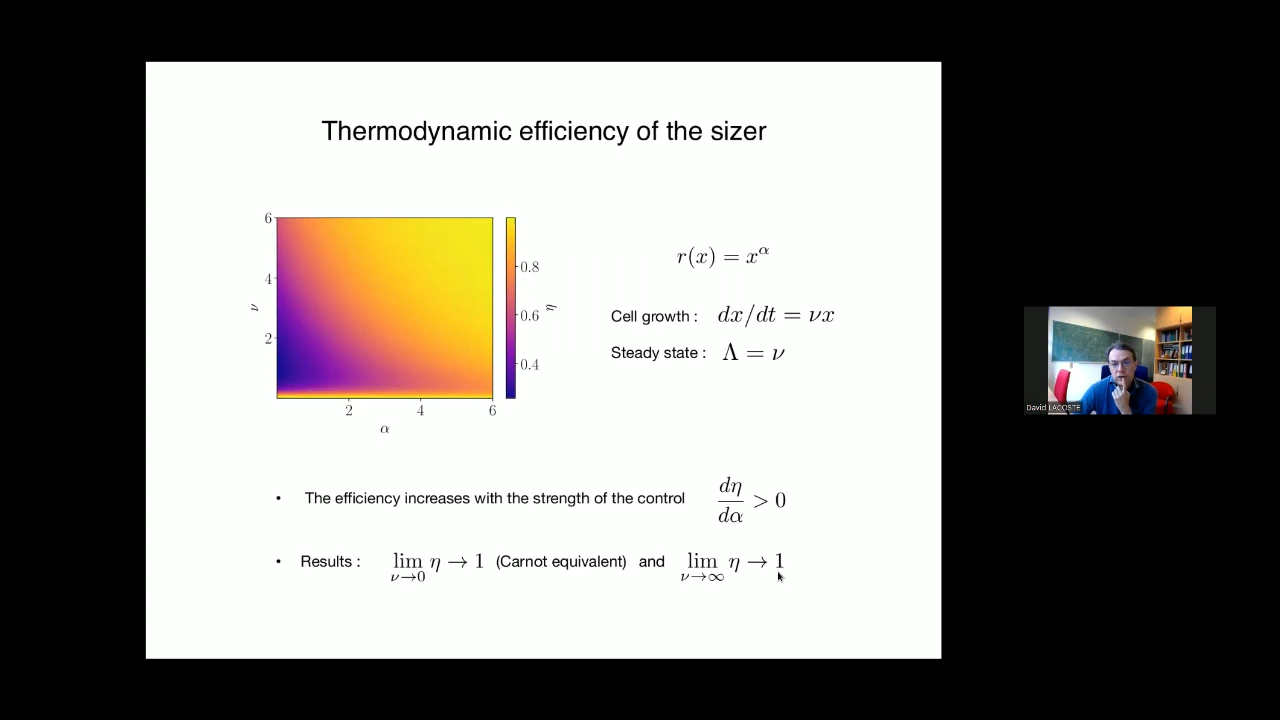 Thermodynamic efficiency of the sizer
6
4
2
ν
2
4
6
α
0.8
0.6
0.4
η
r(x) = x^α
Cell growth : dx/dt = νx
Steady state : Λ = ν
• The efficiency increases with the strength of the control dη/dα > 0
• Results : lim ν→0 η → 1 (Carnot equivalent) and lim ν→∞ η → 1
David LACOSTE